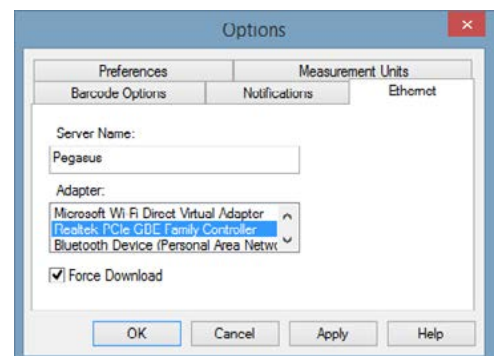 Options
Preferences Measurement Units
Barcode Options Notifications Ethernet
Server Name:
Pegasus
Adapter:
Microsoft Wi-Fi Direct Virtual Adapter
Realtek PCIe GBE Family Controller
Bluetooth Device (Personal Area Netwo
Force Download
OK Cancel Apply Help